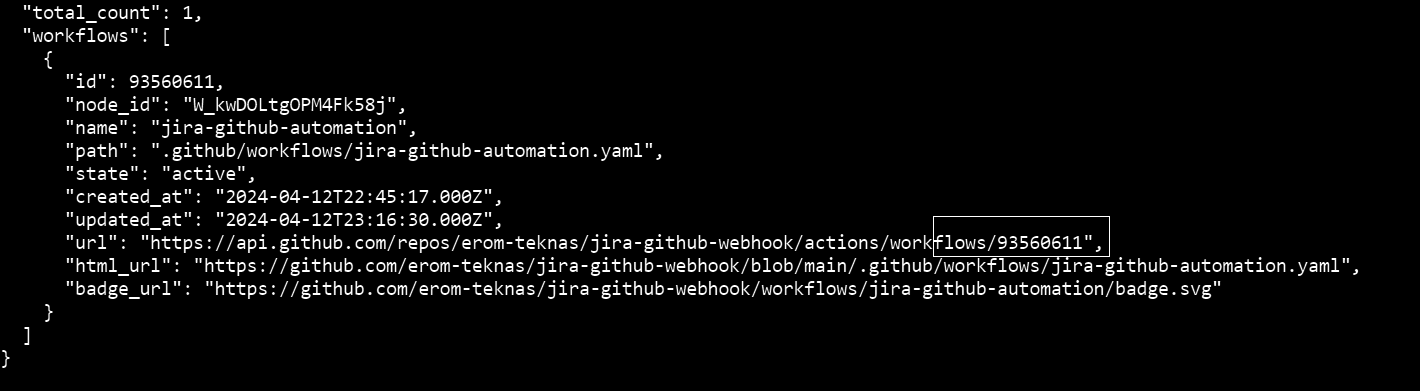 "total_count": 1,
"workflows": [
{
"id": 93560611,
"node_id": "W_kwDOLtgOPM4Fk58j",
"name": "jira-github-automation",
"path": ".github/workflows/jira-github-automation.yaml",
"state": "active",
"created_at": "2024-04-12T22:45:17.000Z",
"updated_at": "2024-04-12T23:16:30.000Z",
"url": "https://api.github.com/repos/erom-teknas/jira-github-webhook/actions/workflows/93560611",
"html_url": "https://github.com/erom-teknas/jira-github-webhook/blob/main/.github/workflows/jira-github-automation.yaml",
"badge_url": "https://github.com/erom-teknas/jira-github-webhook/workflows/jira-github-automation/badge.svg"
}
]
}